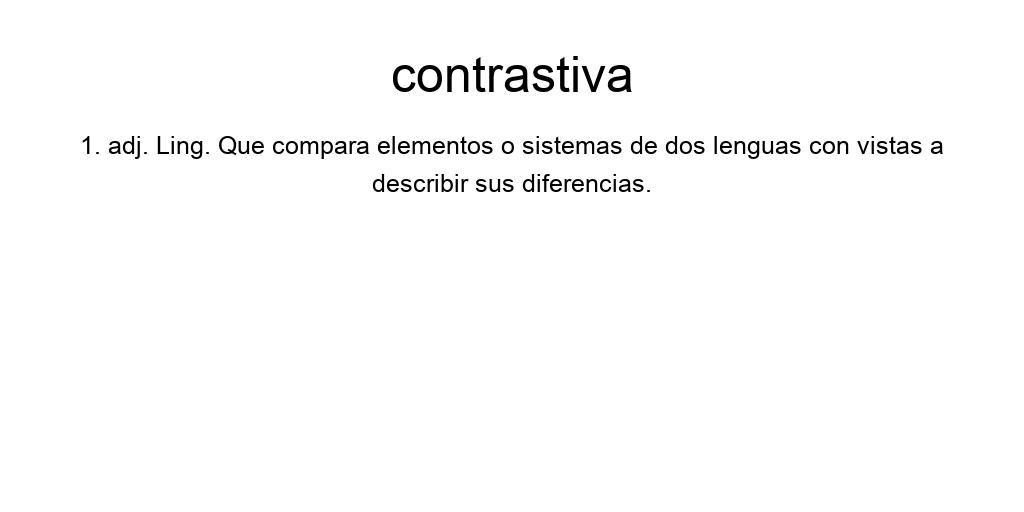 contrastiva
1. adj. Ling. Que compara elementos o sistemas de dos lenguas con vistas a
describir sus diferencias.